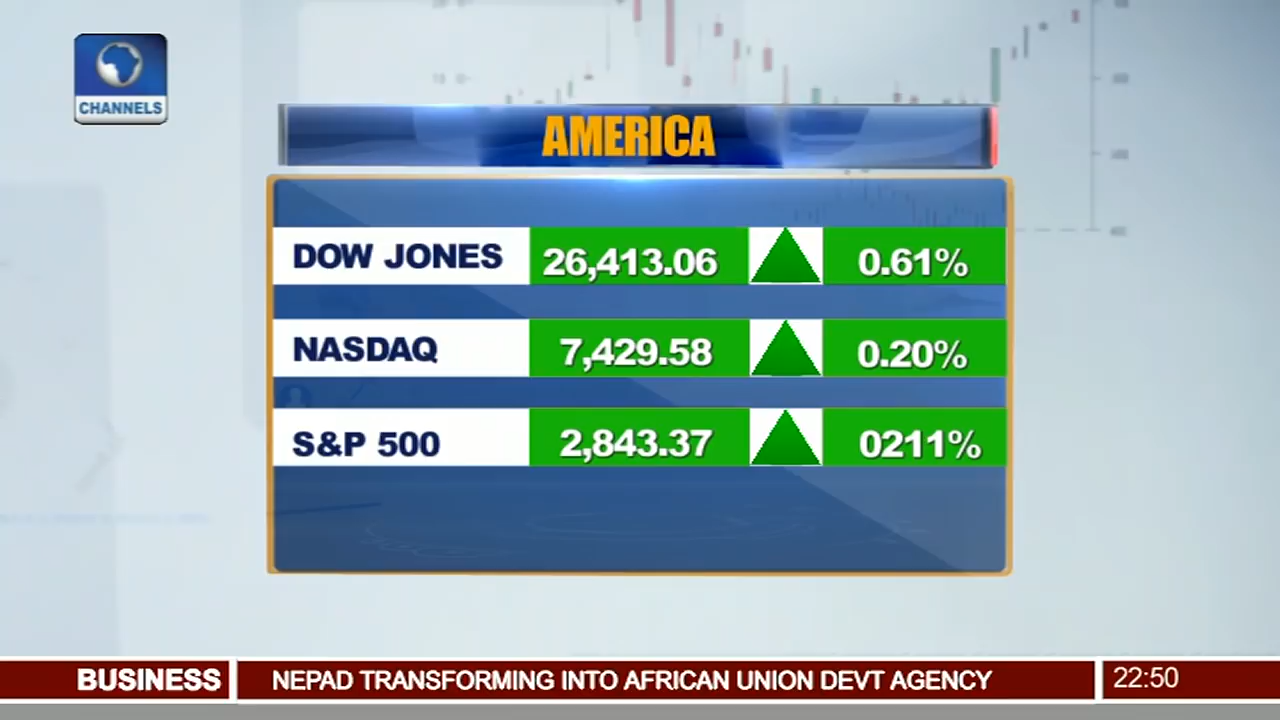 CHANNELS
AMERICA
DOW JONES 26,413.06 0.61%
NASDAQ 7,429.58 0.20%
S&P 500 2,843.37 0211%
BUSINESS NEPAD TRANSFORMING INTO AFRICAN UNION DEVT AGENCY 22:50